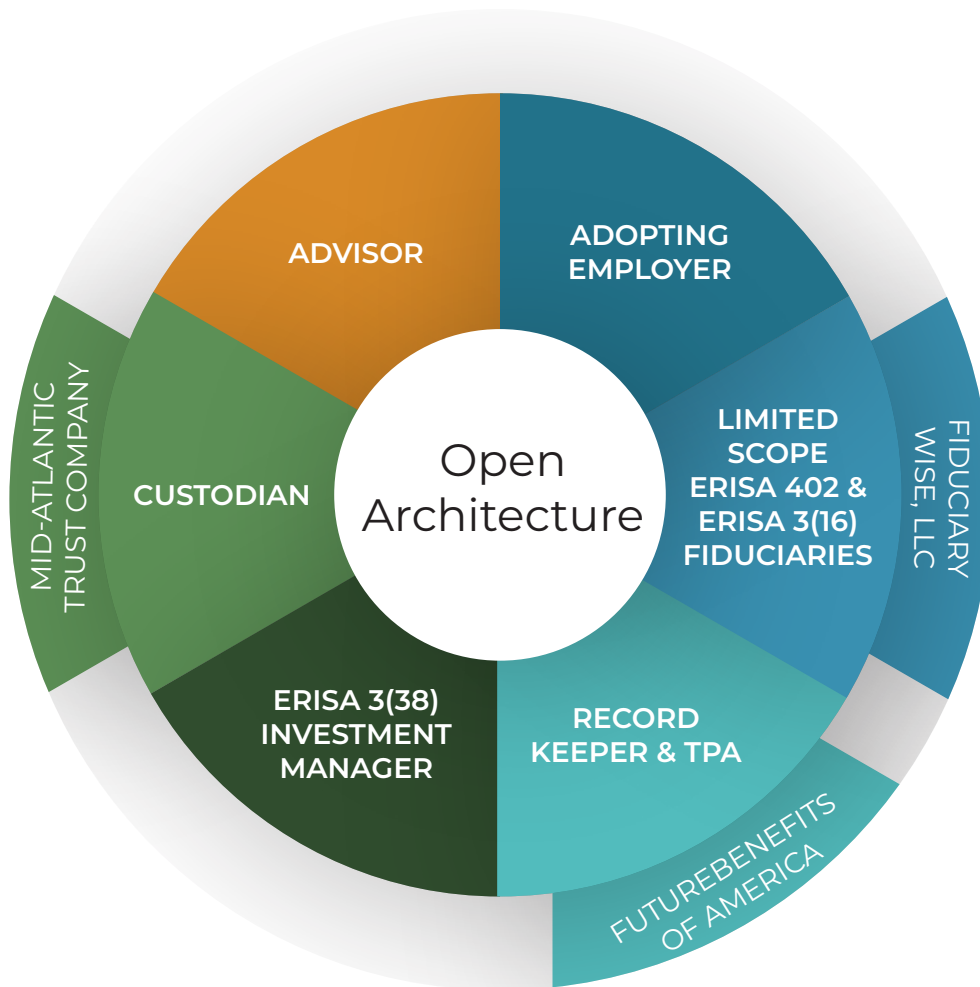 ADVISOR
ADOPTING
EMPLOYER
LIMITED
SCOPE
ERISA 402 &
ERISA 3(16)
FIDUCIARIES
FIDUCIARY
WISE, LLC
RECORD
KEEPER & TPA
FUTUREBENEFITS
OF AMERICA
ERISA 3(38)
INVESTMENT
MANAGER
CUSTODIAN
MID-ATLANTIC
TRUST COMPANY
Open
Architecture